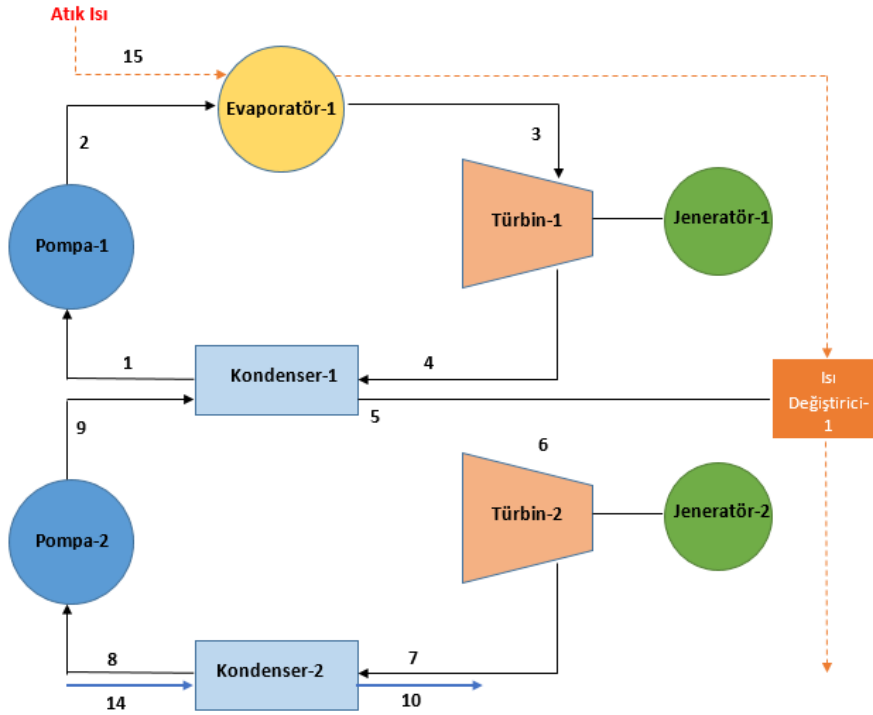 Atık Isı
15
Evaporatör-1
2
3
Pompa-1
Türbin-1
Jeneratör-1
1
Kondenser-1
4
Isı
Değiştirici-
1
9
5
6
Pompa-2
Türbin-2
Jeneratör-2
8
Kondenser-2
7
14
10